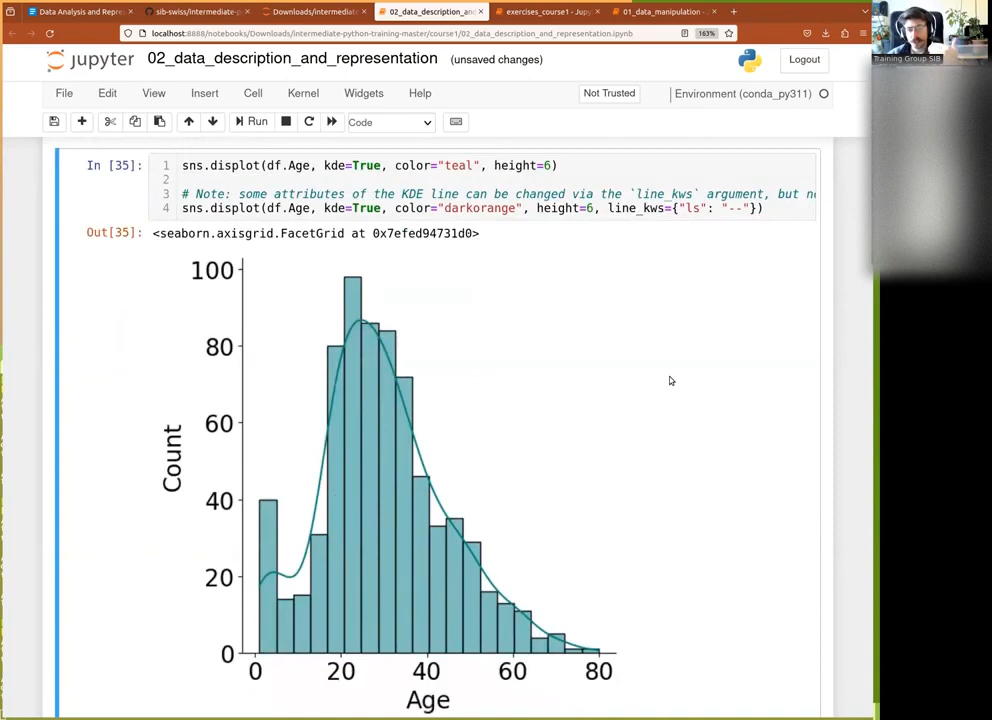 Data Analysis and Repre
sib-swiss/intermediate-p
Downloads/intermediate
02_data_description_and
exercises_course1 - Jupy
01_data_manipulation - J
localhost:8888/notebooks/Downloads/intermediate-python-training-master/course1/02_data_description_and_representation.ipynb
163%
Training Group SIB
jupyter 02_data_description_and_representation (unsaved changes)
Logout
File Edit View Insert Cell Kernel Widgets Help
Not Trusted
Environment (conda_py311)
Run
Code
In [35]:
1 sns.displot(df.Age, kde=True, color="teal", height=6)
2
3 # Note: some attributes of the KDE line can be changed via the `line_kws` argument, but no
4 sns.displot(df.Age, kde=True, color="darkorange", height=6, line_kws={"ls": "--"})
Out[35]: <seaborn.axisgrid.FacetGrid at 0x7efed94731d0>
100
80
60
40
20
0
Count
0 20 40 60 80
Age